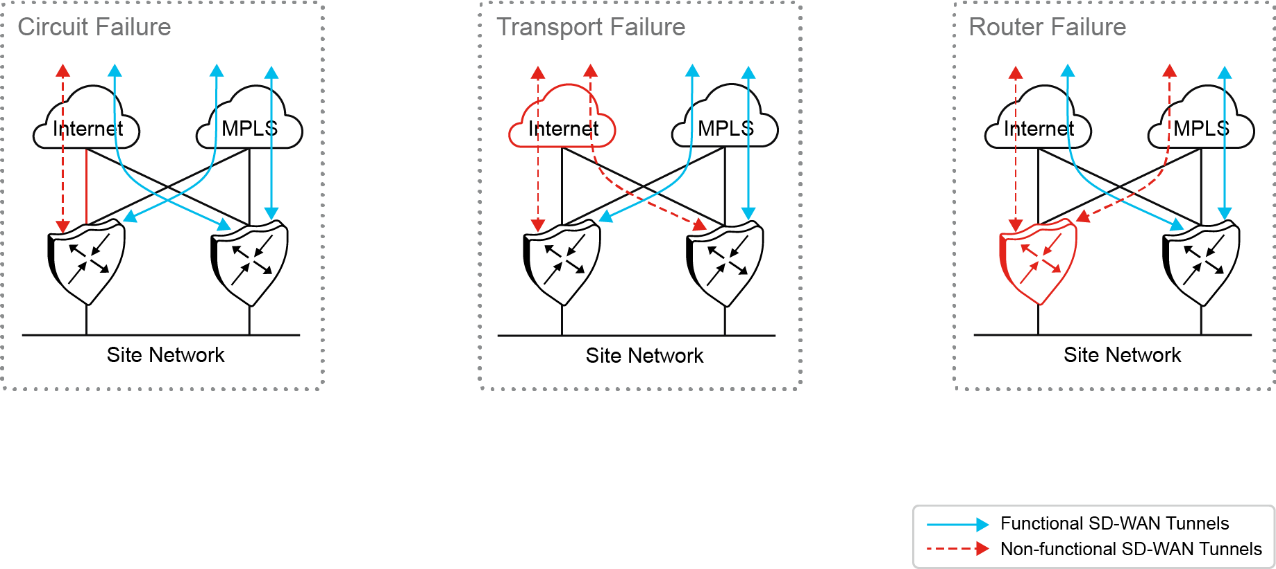 Circuit Failure
Internet
MPLS
Site Network
Transport Failure
Internet
MPLS
Site Network
Router Failure
Internet
MPLS
Site Network
Functional SD-WAN Tunnels
Non-functional SD-WAN Tunnels